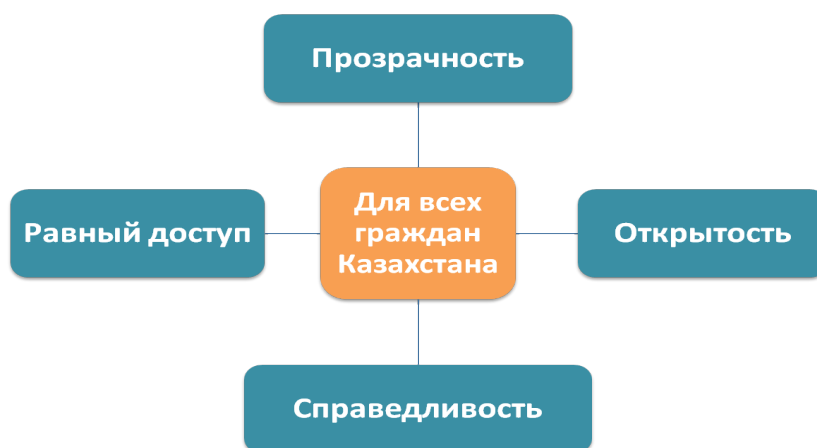 Прозрачность
Равный доступ
Для всех
граждан
Казахстана
Открытость
Справедливость